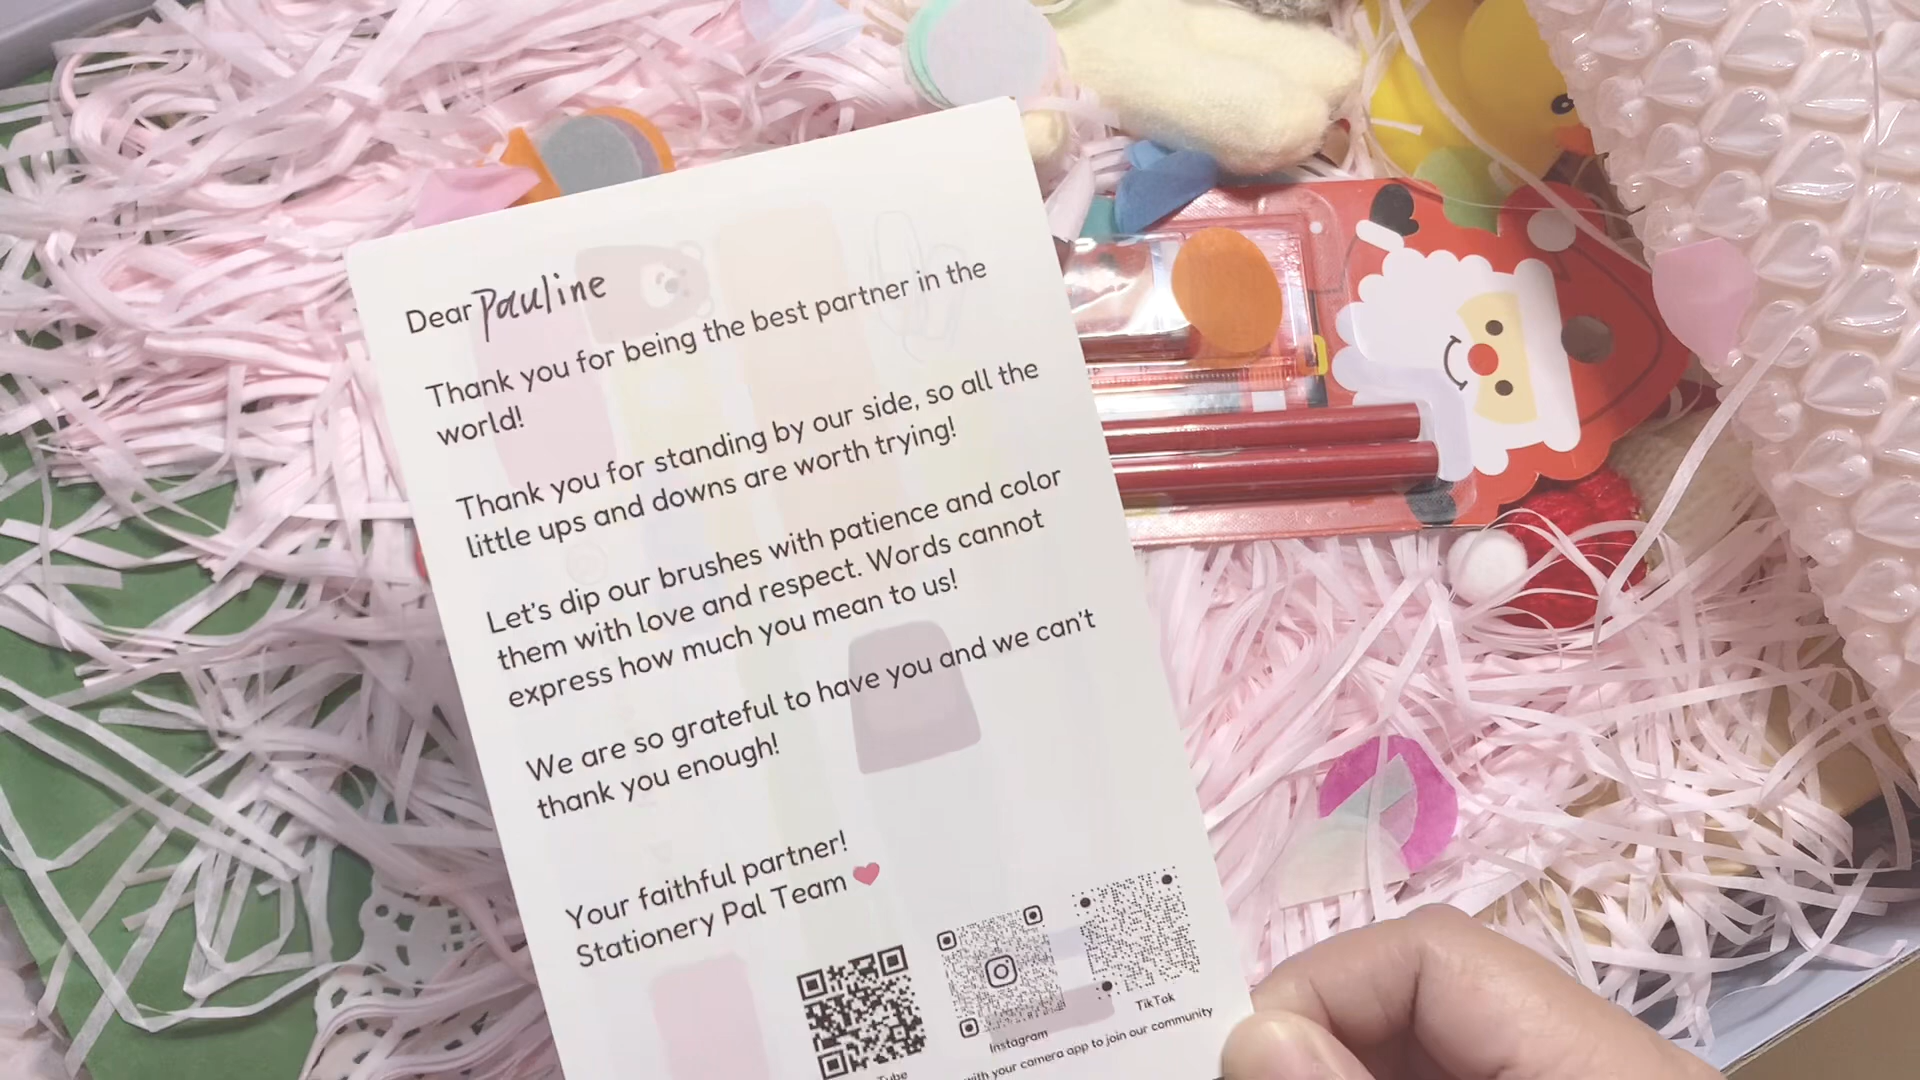 Dear Pauline
Thank you for being the best partner in the
world!
Thank you for standing by our side, so all the
little ups and downs are worth trying!
Let's dip our brushes with patience and color
them with love and respect. Words cannot
express how much you mean to us!
We are so grateful to have you and we can't
thank you enough!
Your faithful partner!
Stationery Pal Team
Tube
Instagram
TikTok
with your camera app to join our community